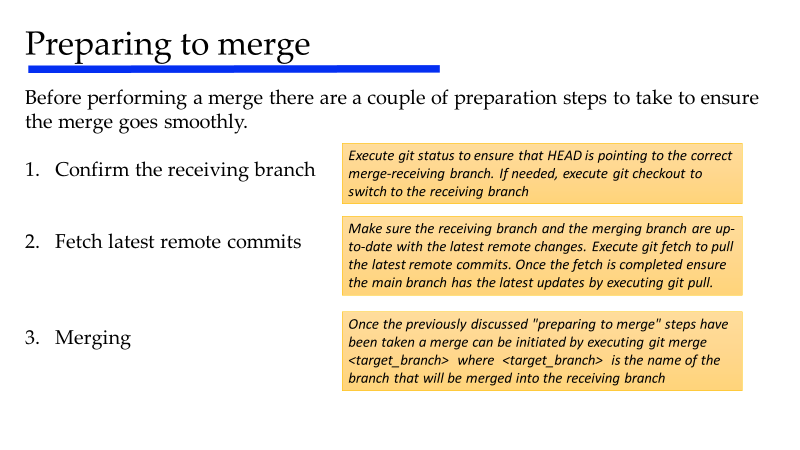 Preparing to merge
Before performing a merge there are a couple of preparation steps to take to ensure
the merge goes smoothly.
1. Confirm the receiving branch
Execute git status to ensure that HEAD is pointing to the correct
merge-receiving branch. If needed, execute git checkout to
switch to the receiving branch
2. Fetch latest remote commits
Make sure the receiving branch and the merging branch are up-
to-date with the latest remote changes. Execute git fetch to pull
the latest remote commits. Once the fetch is completed ensure
the main branch has the latest updates by executing git pull.
3. Merging
Once the previously discussed "preparing to merge" steps have
been taken a merge can be initiated by executing git merge
<target_branch> where <target_branch> is the name of the
branch that will be merged into the receiving branch